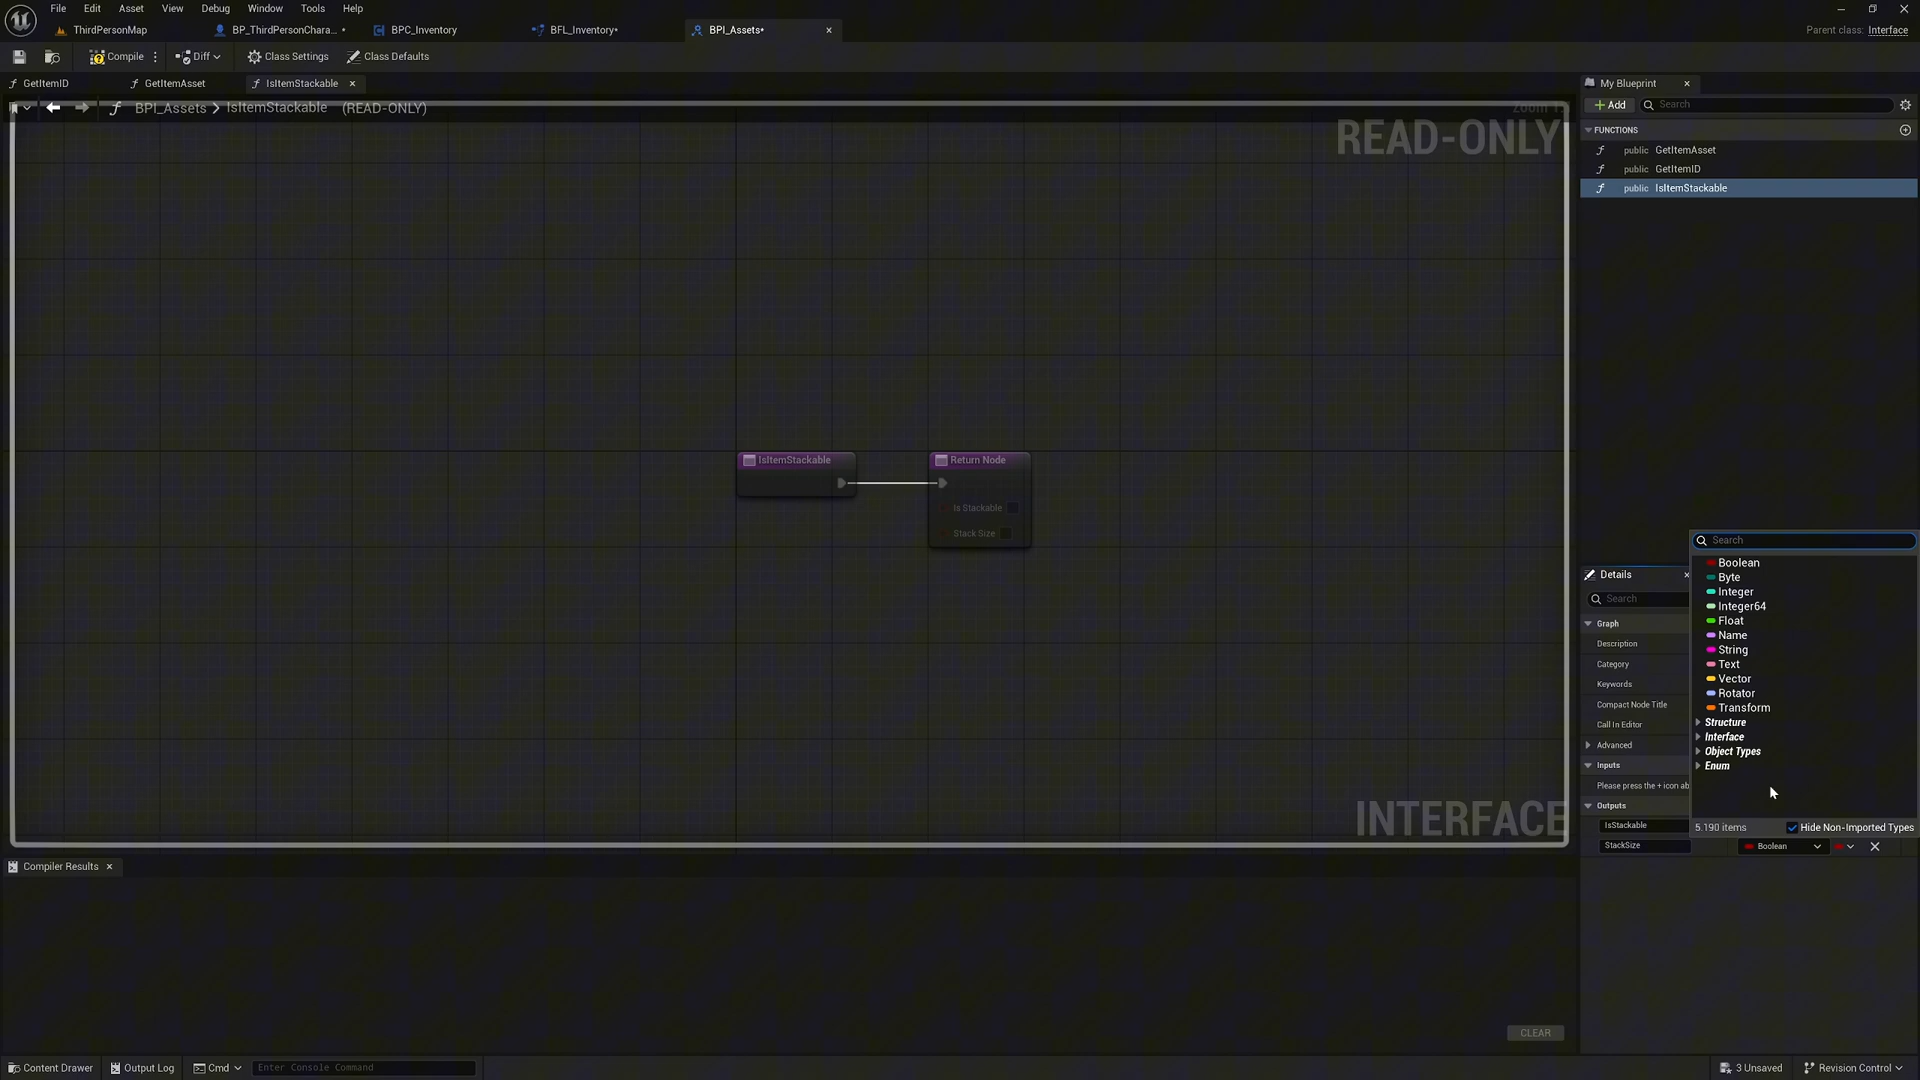 File Edit Asset View Debug Window Tools Help
ThirdPersonMap
BP_ThirdPersonChara... •
BPC_Inventory
BFL_Inventory•
BPI_Assets•
Parent class: Interface
Compile
Diff
Class Settings
Class Defaults
GetItemID
GetItemAsset
IsItemStackable
BPI_Assets > IsItemStackable (READ-ONLY)
READ-ONLY
IsItemStackable
Return Node
Is Stackable
Stack Size
INTERFACE
Compiler Results
CLEAR
My Blueprint
+ Add
Search
FUNCTIONS
public GetItemAsset
public GetItemID
public IsItemStackable
Search
Boolean
Byte
Integer
Integer64
Float
Name
String
Text
Vector
Rotator
Transform
Structure
Interface
Object Types
Enum
5.190 items
Hide Non-Imported Types
Details
Search
Graph
Description
Category
Keywords
Compact Node Title
Call In Editor
Advanced
Inputs
Please press the + icon ab
Outputs
IsStackable
StackSize
Boolean
Content Drawer
Output Log
Cmd
Enter Console Command
3 Unsaved
Revision Control